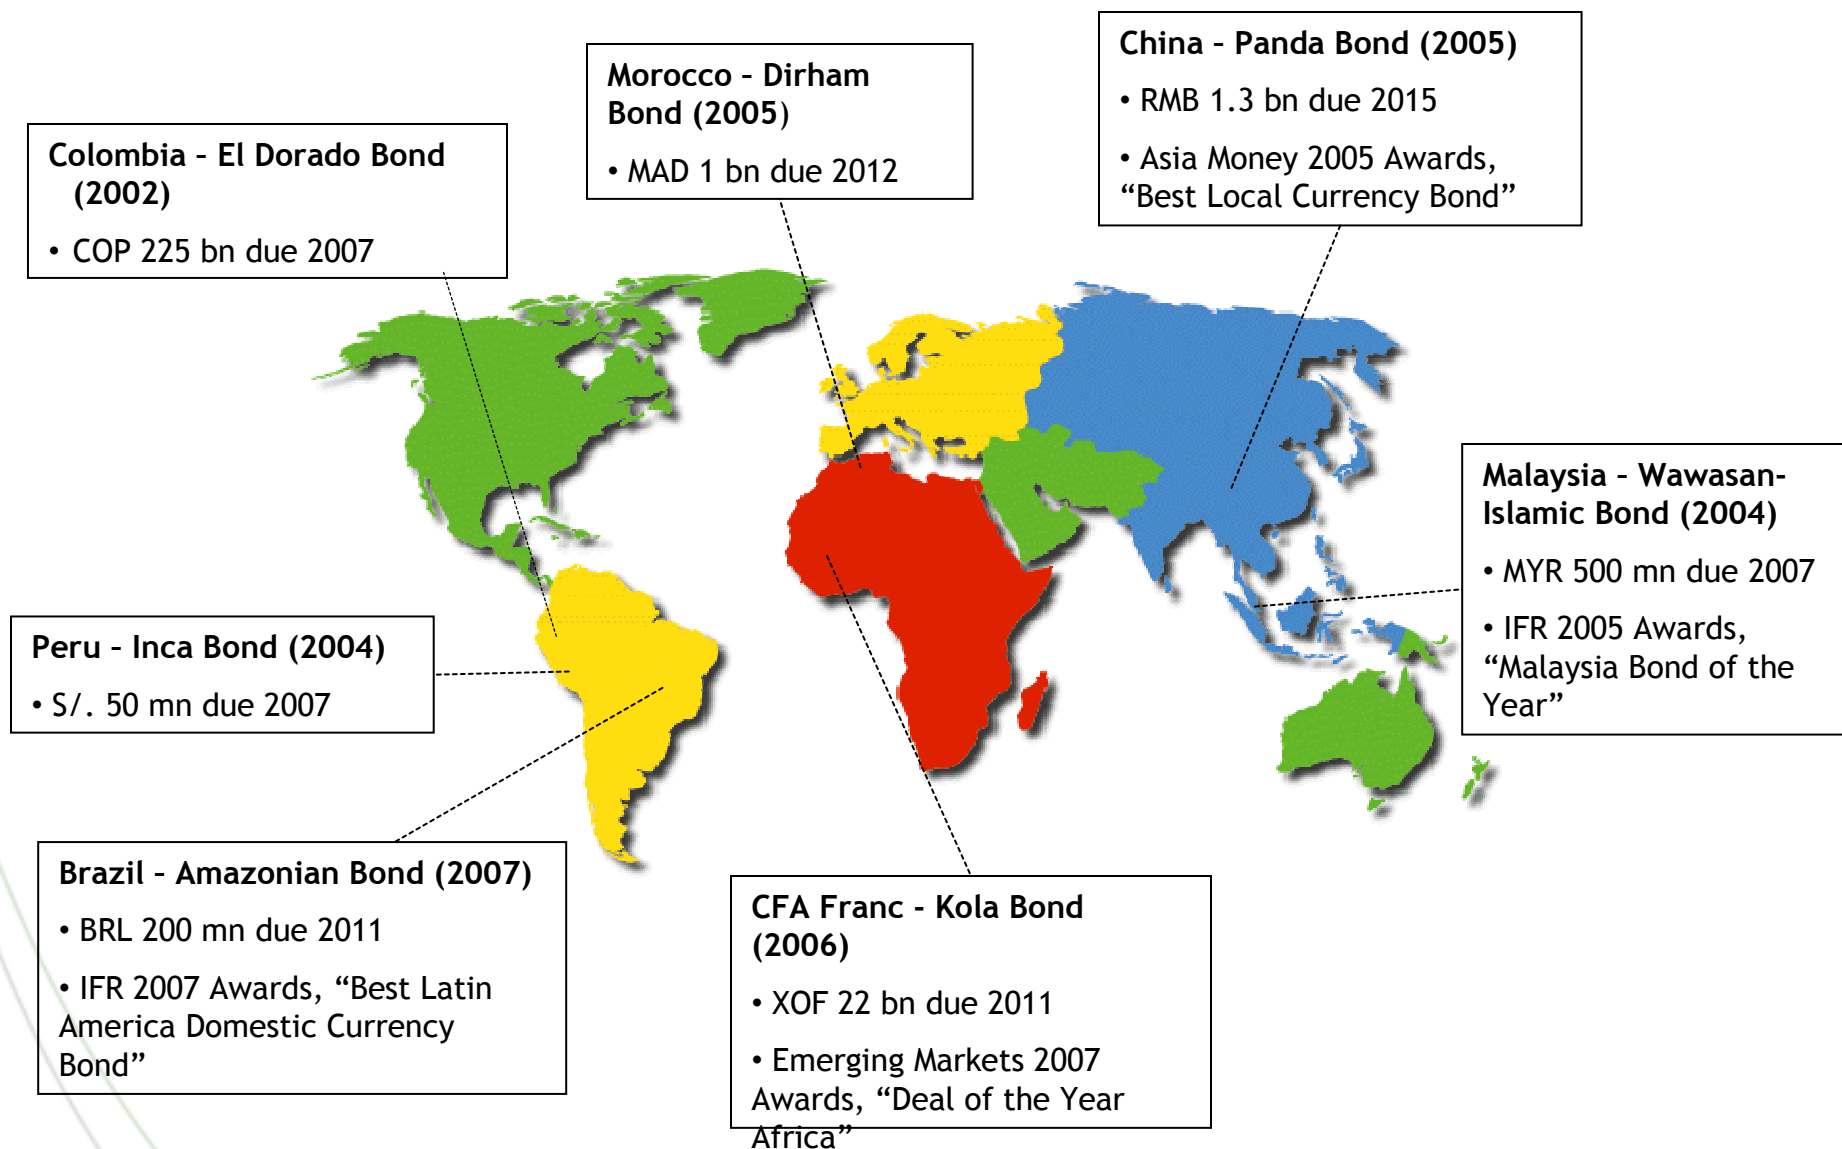 China – Panda Bond (2005)
• RMB 1.3 bn due 2015
• Asia Money 2005 Awards,
“Best Local Currency Bond”
Morocco – Dirham
Bond (2005)
• MAD 1 bn due 2012
Colombia – El Dorado Bond
(2002)
• COP 225 bn due 2007
Malaysia – Wawasan-
Islamic Bond (2004)
• MYR 500 mn due 2007
• IFR 2005 Awards,
“Malaysia Bond of the
Year”
Peru – Inca Bond (2004)
• S/. 50 mn due 2007
Brazil – Amazonian Bond (2007)
• BRL 200 mn due 2011
• IFR 2007 Awards, “Best Latin
America Domestic Currency
Bond”
CFA Franc - Kola Bond
(2006)
• XOF 22 bn due 2011
• Emerging Markets 2007
Awards, “Deal of the Year
Africa”